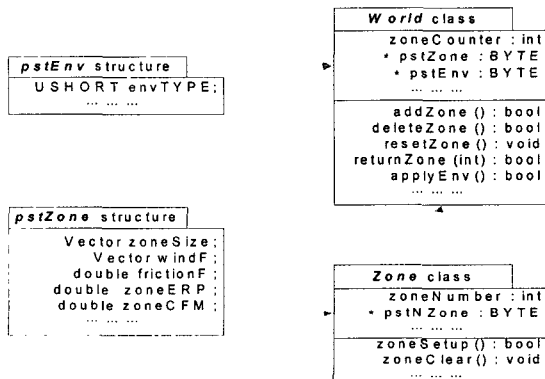 pstEnv structure
USHORT envTYPE;
... ... ...
pstZone structure
Vector zoneSize;
Vector windF;
double frictionF;
double zoneERP;
double zoneCFM;
... ... ...
World class
zoneCounter : int
* pstZone : BYTE
* pstEnv : BYTE
... ... ...
addZone () : bool
deleteZone () : bool
resetZone () : void
returnZone (int) : bool
applyEnv () : bool
... ... ...
Zone class
zoneNumber : int
* pstNZone : BYTE
... ... ...
zoneSetup() : bool
zoneClear() : void
... ... ...